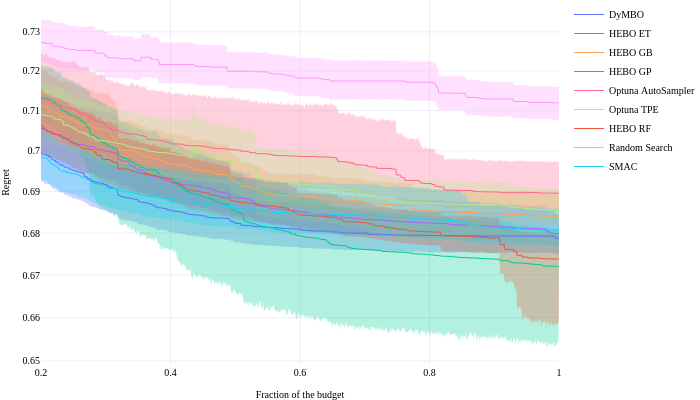 0.73
0.72
0.71
0.7
0.69
0.68
0.67
0.66
0.65
Regret
0.2
0.4
0.6
0.8
1
Fraction of the budget
DyMBO
HEBO ET
HEBO GB
HEBO GP
Optuna AutoSampler
Optuna TPE
HEBO RF
Random Search
SMAC